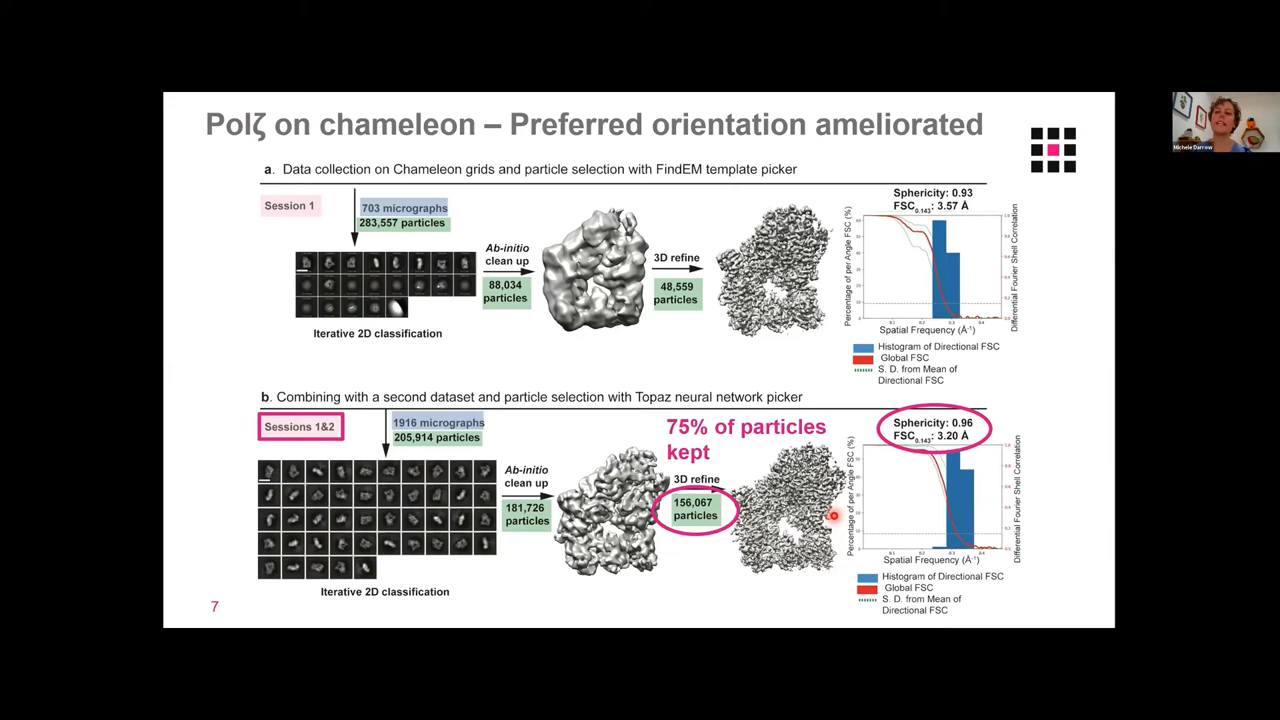 Polζ on chameleon – Preferred orientation ameliorated
Michele Darrow
a. Data collection on Chameleon grids and particle selection with FindEM template picker
Session 1
703 micrographs
283,557 particles
Ab-initio
clean up
88,034
particles
3D refine
48,559
particles
Iterative 2D classification
Sphericity: 0.93
FSC0.143: 3.57 Å
Percentage of per Angle FSC (%)
Differential Fourier Shell Correlation
Spatial Frequency (Å-1)
Histogram of Directional FSC
Global FSC
S. D. from Mean of
Directional FSC
b. Combining with a second dataset and particle selection with Topaz neural network picker
Sessions 1&2
1916 micrographs
205,914 particles
Ab-initio
clean up
181,726
particles
75% of particles
kept
3D refine
156,067
particles
Iterative 2D classification
Sphericity: 0.96
FSC0.143: 3.20 Å
Percentage of per Angle FSC (%)
Differential Fourier Shell Correlation
Spatial Frequency (Å-1)
Histogram of Directional FSC
Global FSC
S. D. from Mean of
Directional FSC
7